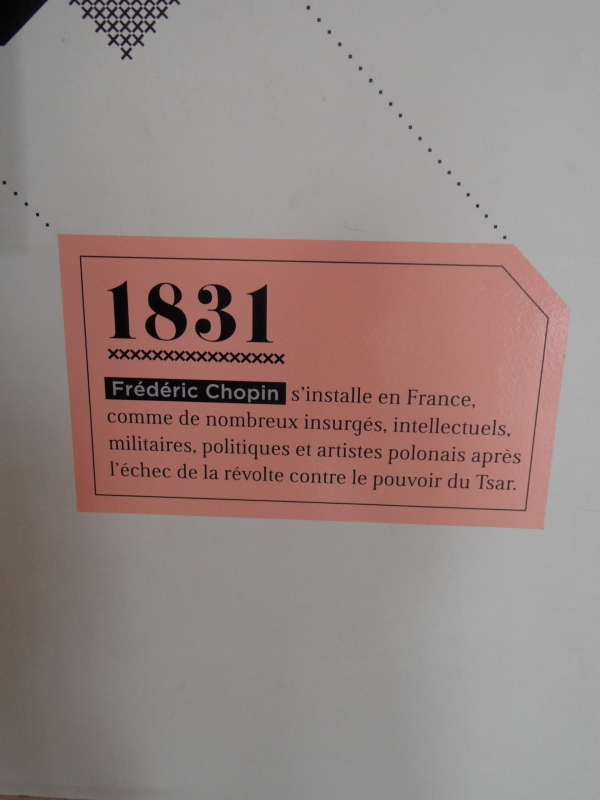 1831
Frédéric Chopin s'installe en France,
comme de nombreux insurgés, intellectuels,
militaires, politiques et artistes polonais après
l'échec de la révolte contre le pouvoir du Tsar.